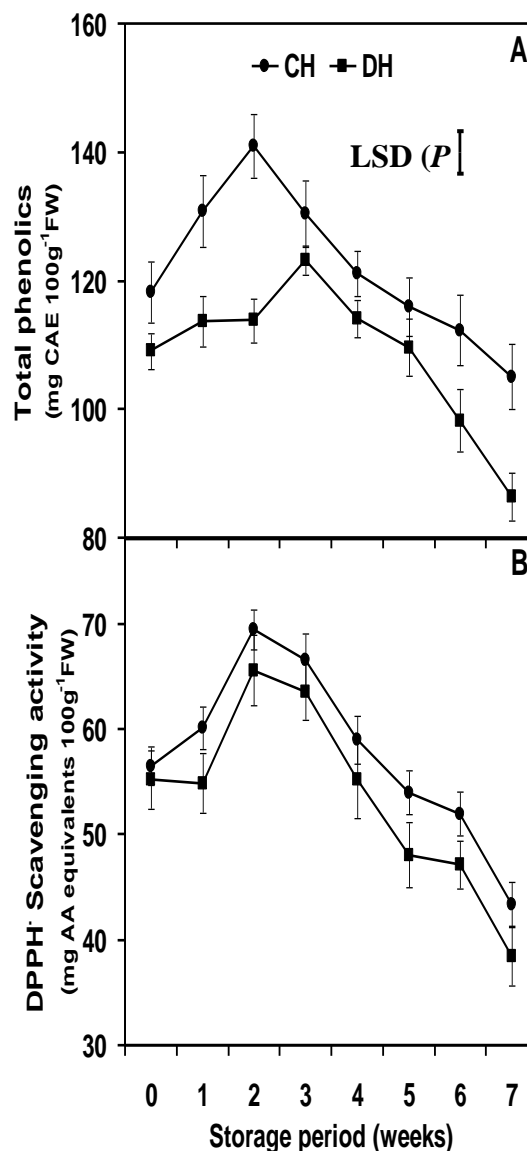 160
A
CH DH
LSD (P
140
120
100
80
Total phenolics
(mg CAE 100g⁻¹FW)
B
70
60
50
40
30
DPPH· Scavenging activity
(mg AA equivalents 100g⁻¹FW)
0 1 2 3 4 5 6 7
Storage period (weeks)